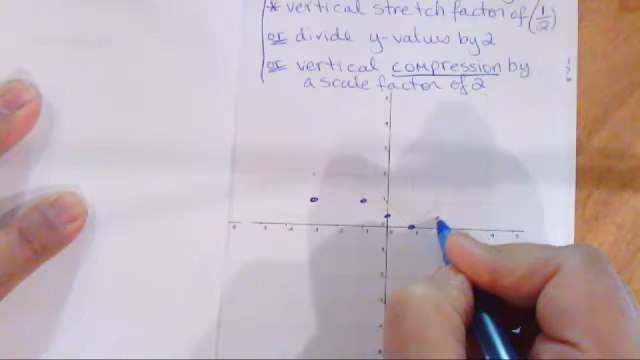 * vertical stretch factor of (1/2)
or divide y-values by 2
or vertical compression by
a scale factor of 2